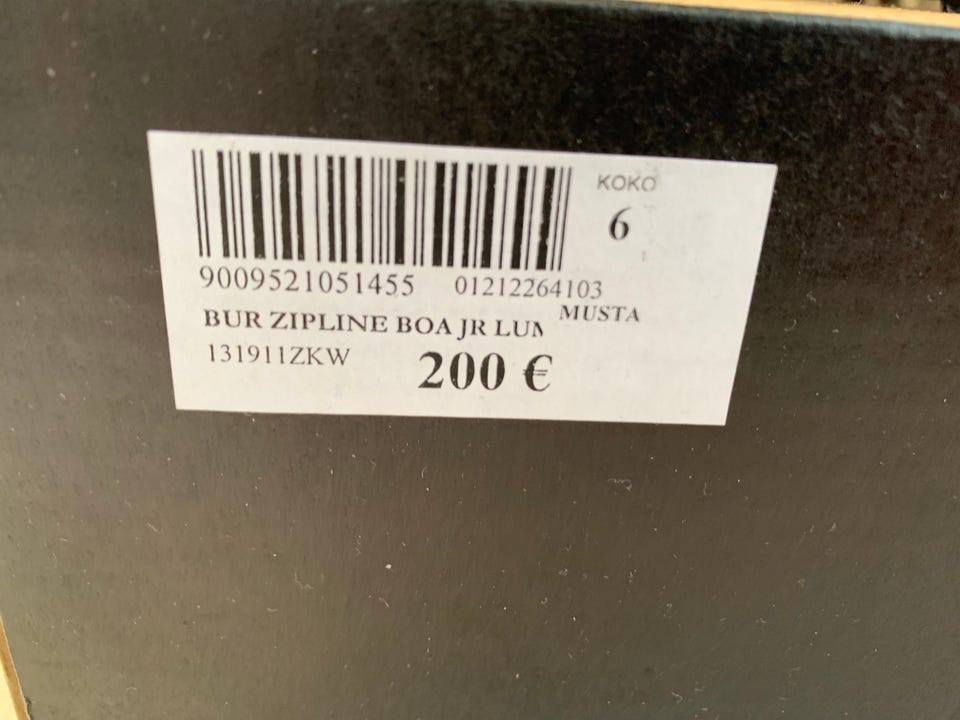 KOKO
6
9009521051455 01212264103
BUR ZIPLINE BOA JR LUM MUSTA
131911ZKW 200 €